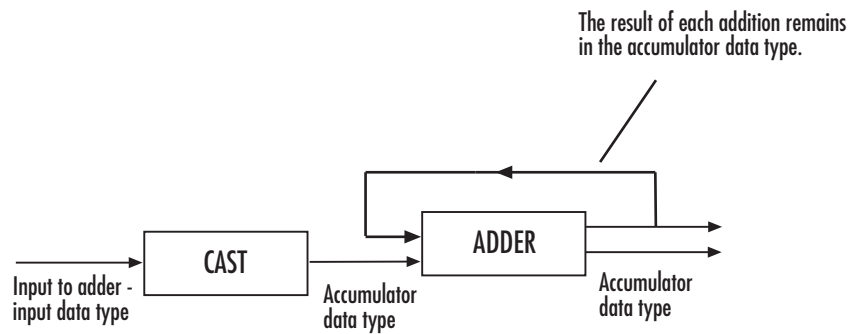 The result of each addition remains
in the accumulator data type.
CAST
ADDER
Input to adder -
input data type
Accumulator
data type
Accumulator
data type